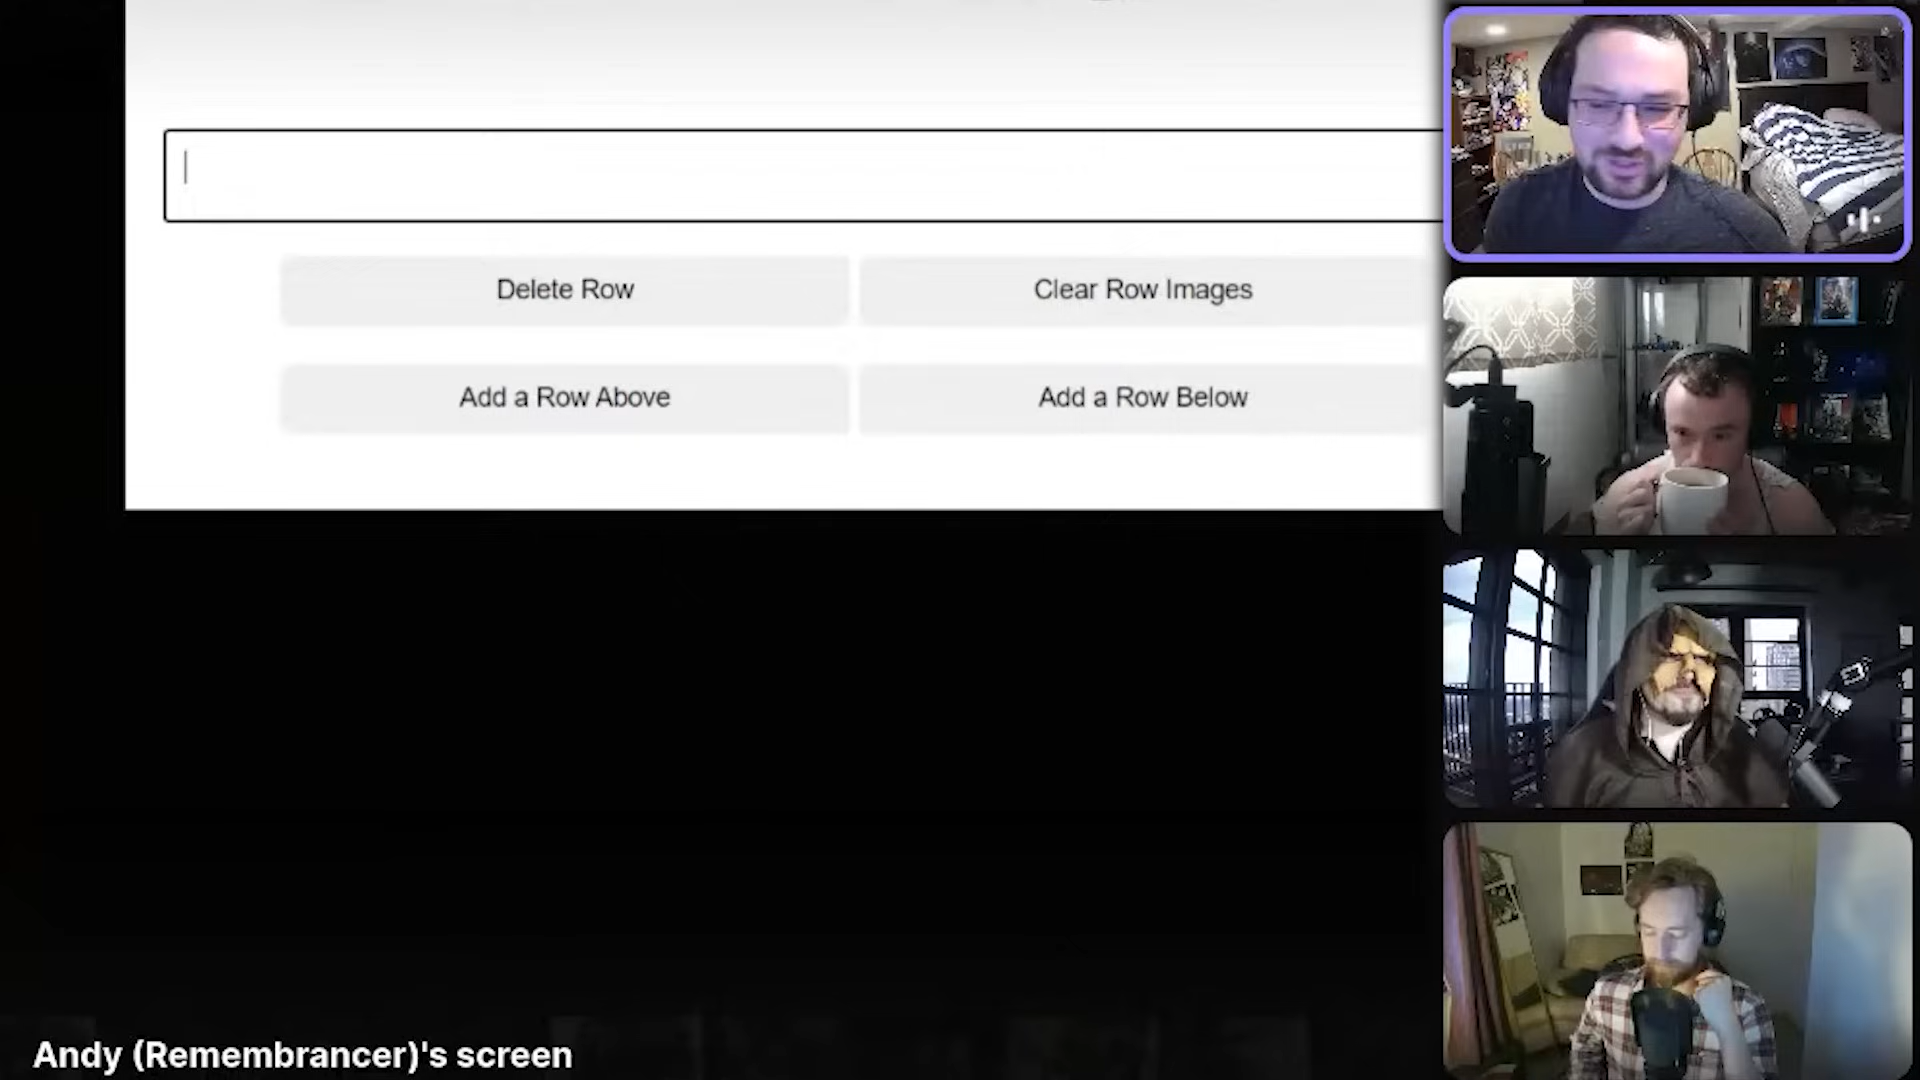 Delete Row
Clear Row Images
Add a Row Above
Add a Row Below
Andy (Remembrancer)'s screen